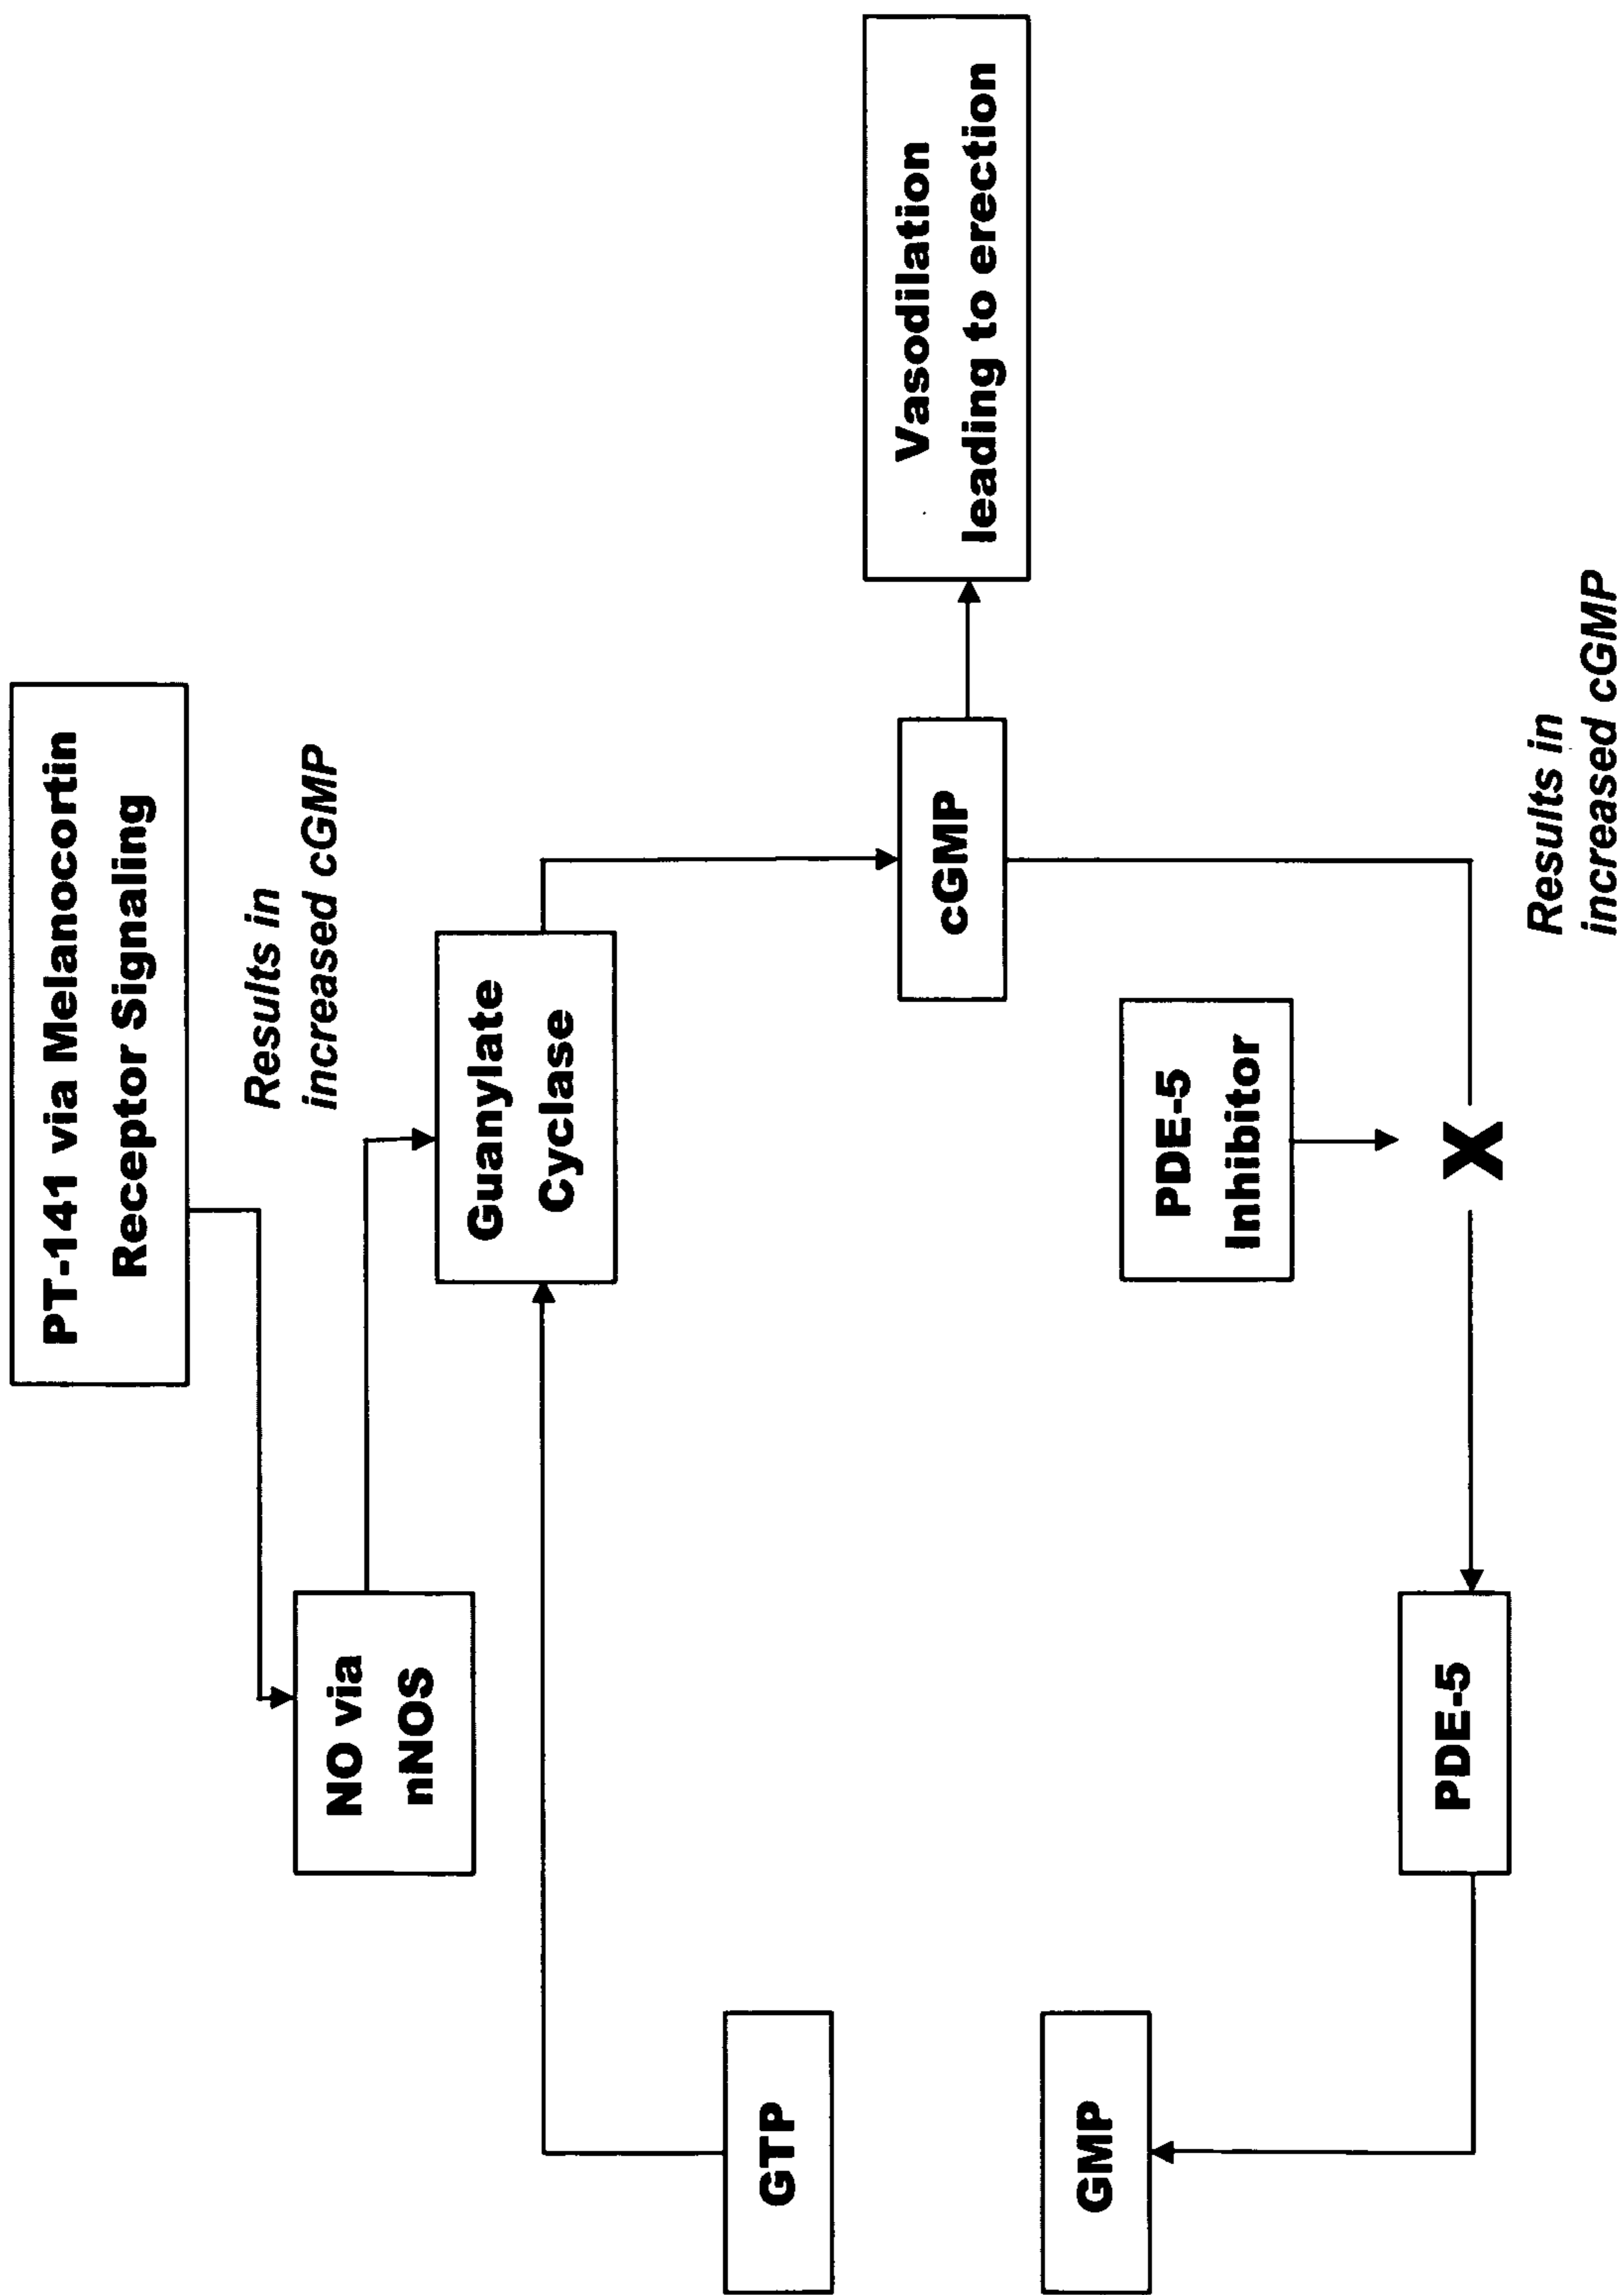 PT-141 via Melanocortin
Receptor Signaling
Results in
increased cGMP
NO via
nNOS
Guanylate
Cyclase
GTP
cGMP
Vasodilation
leading to erection
GMP
PDE-5
Inhibitor
X
PDE-5
Results in
increased cGMP